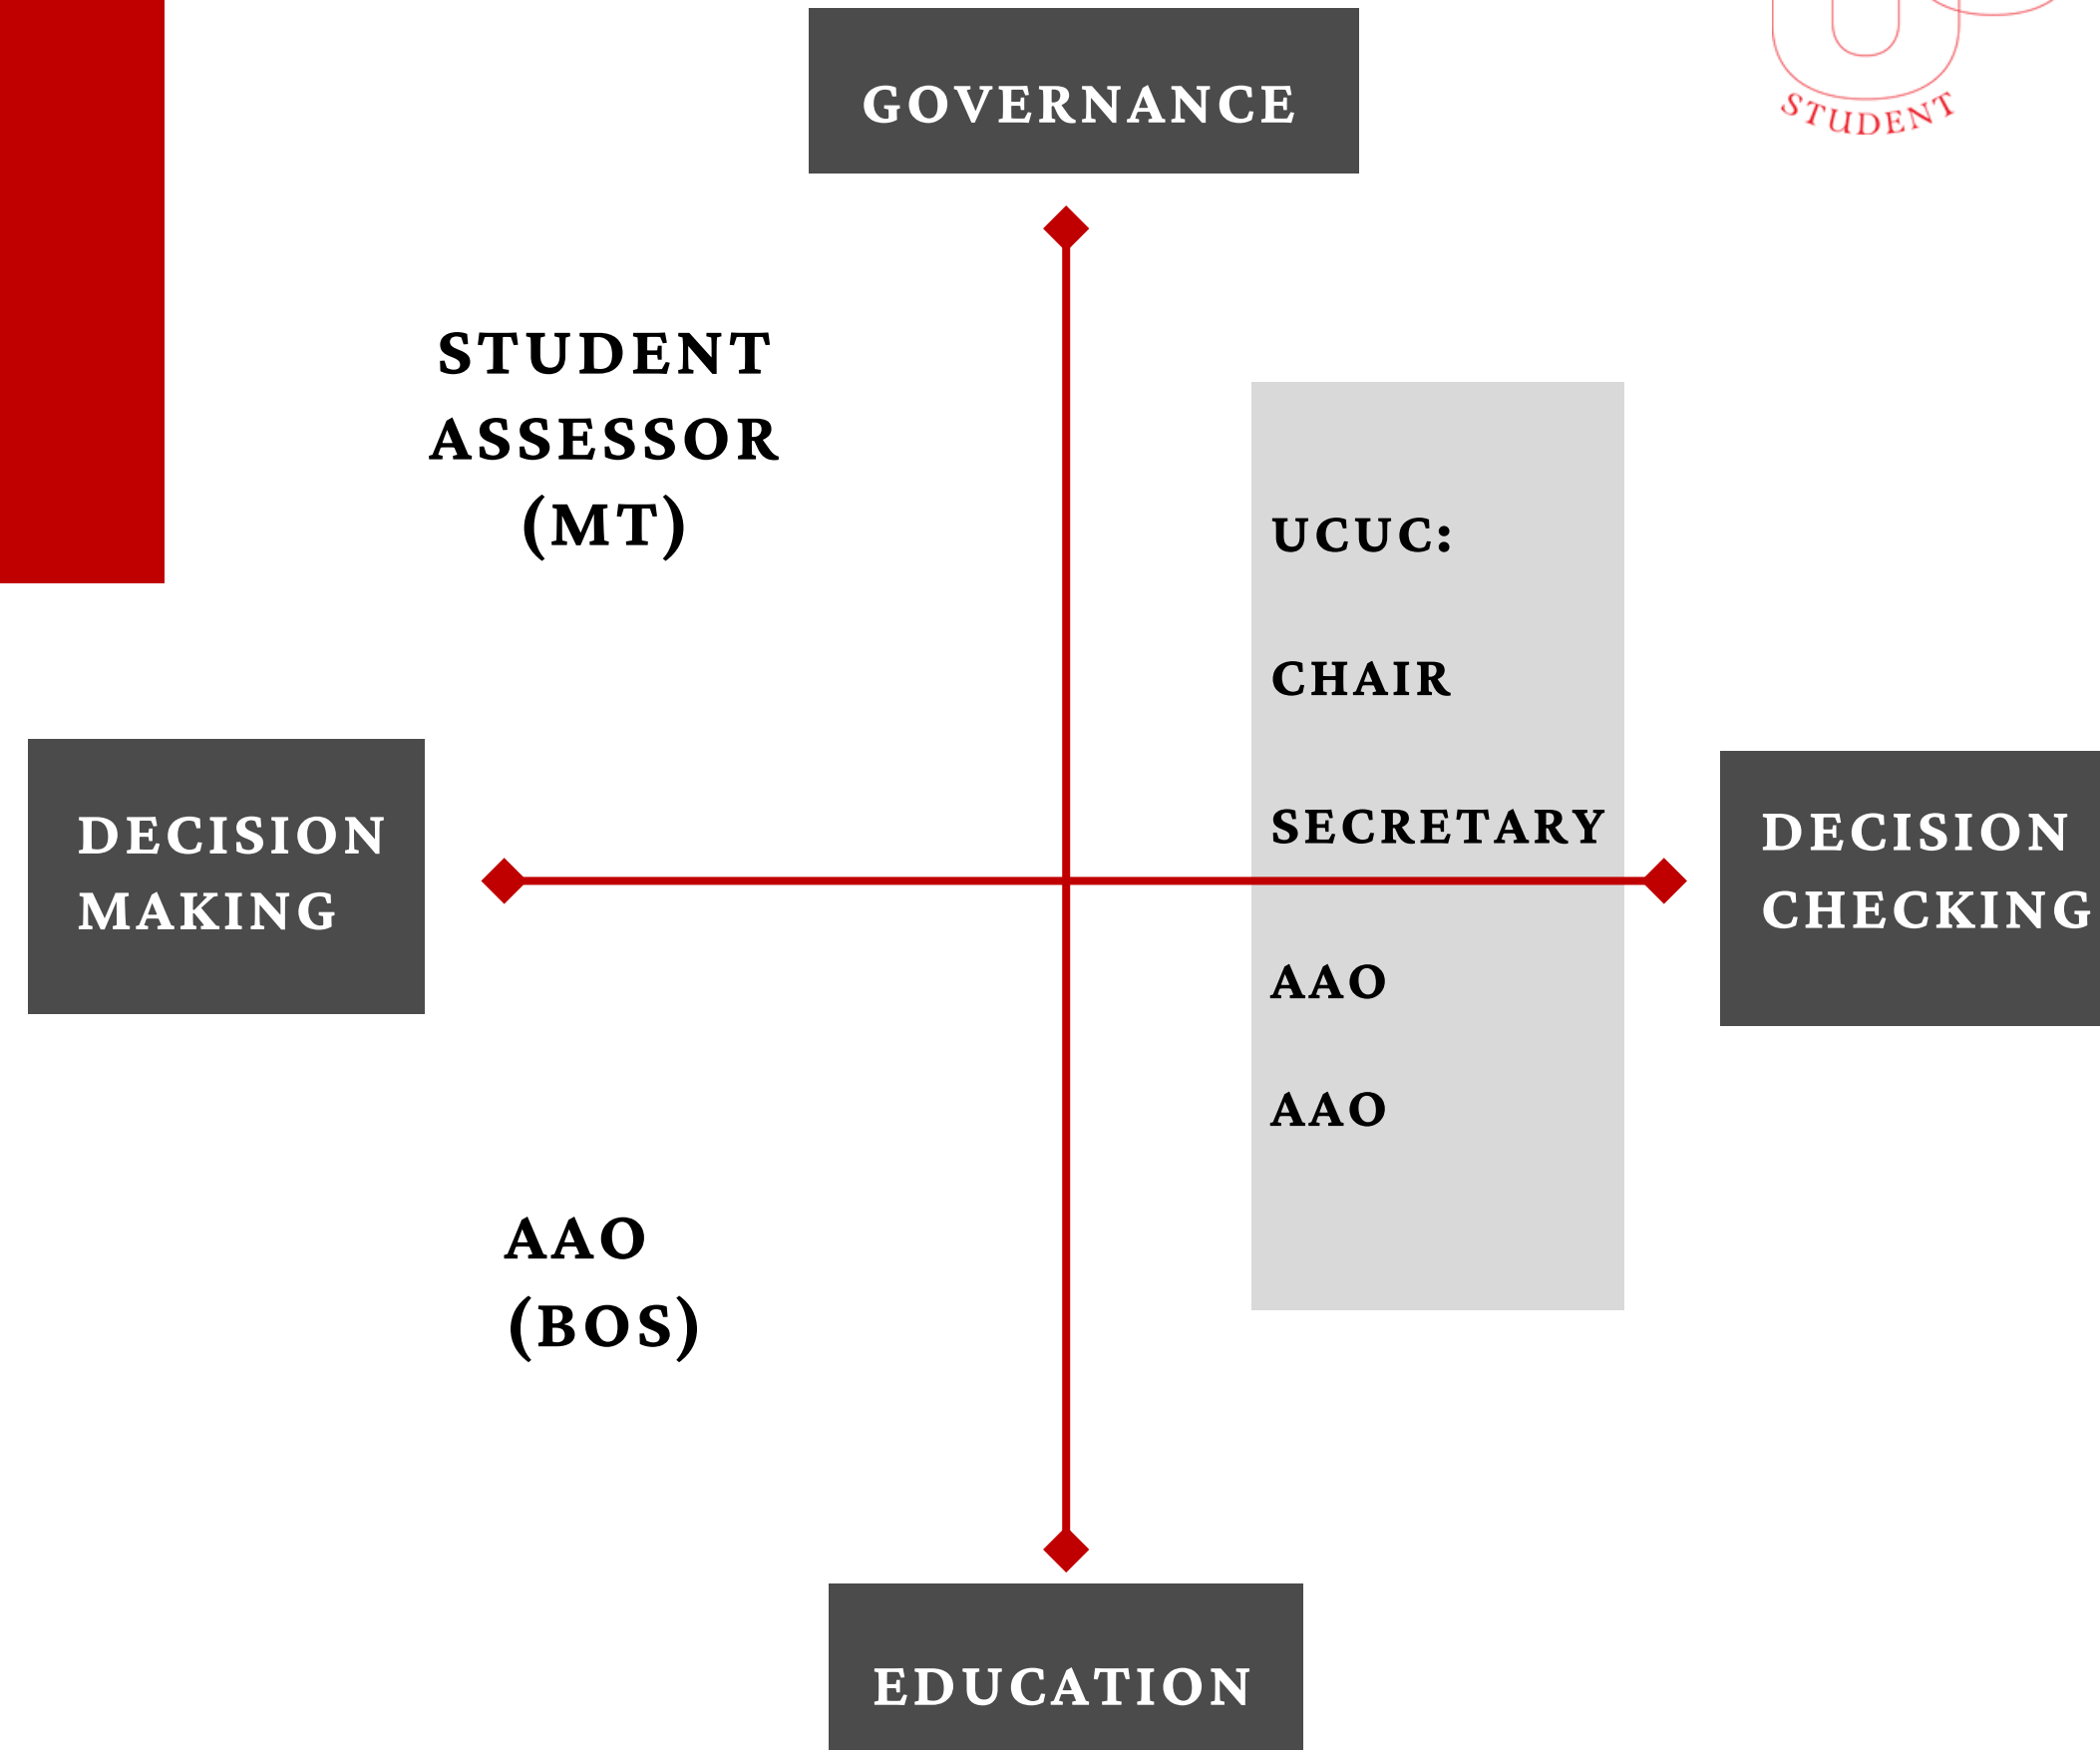 GOVERNANCE
STUDENT
STUDENT
ASSESSOR
(MT)
UCUC:
CHAIR
SECRETARY
DECISION
MAKING
DECISION
CHECKING
AAO
AAO
AAO
(BOS)
EDUCATION